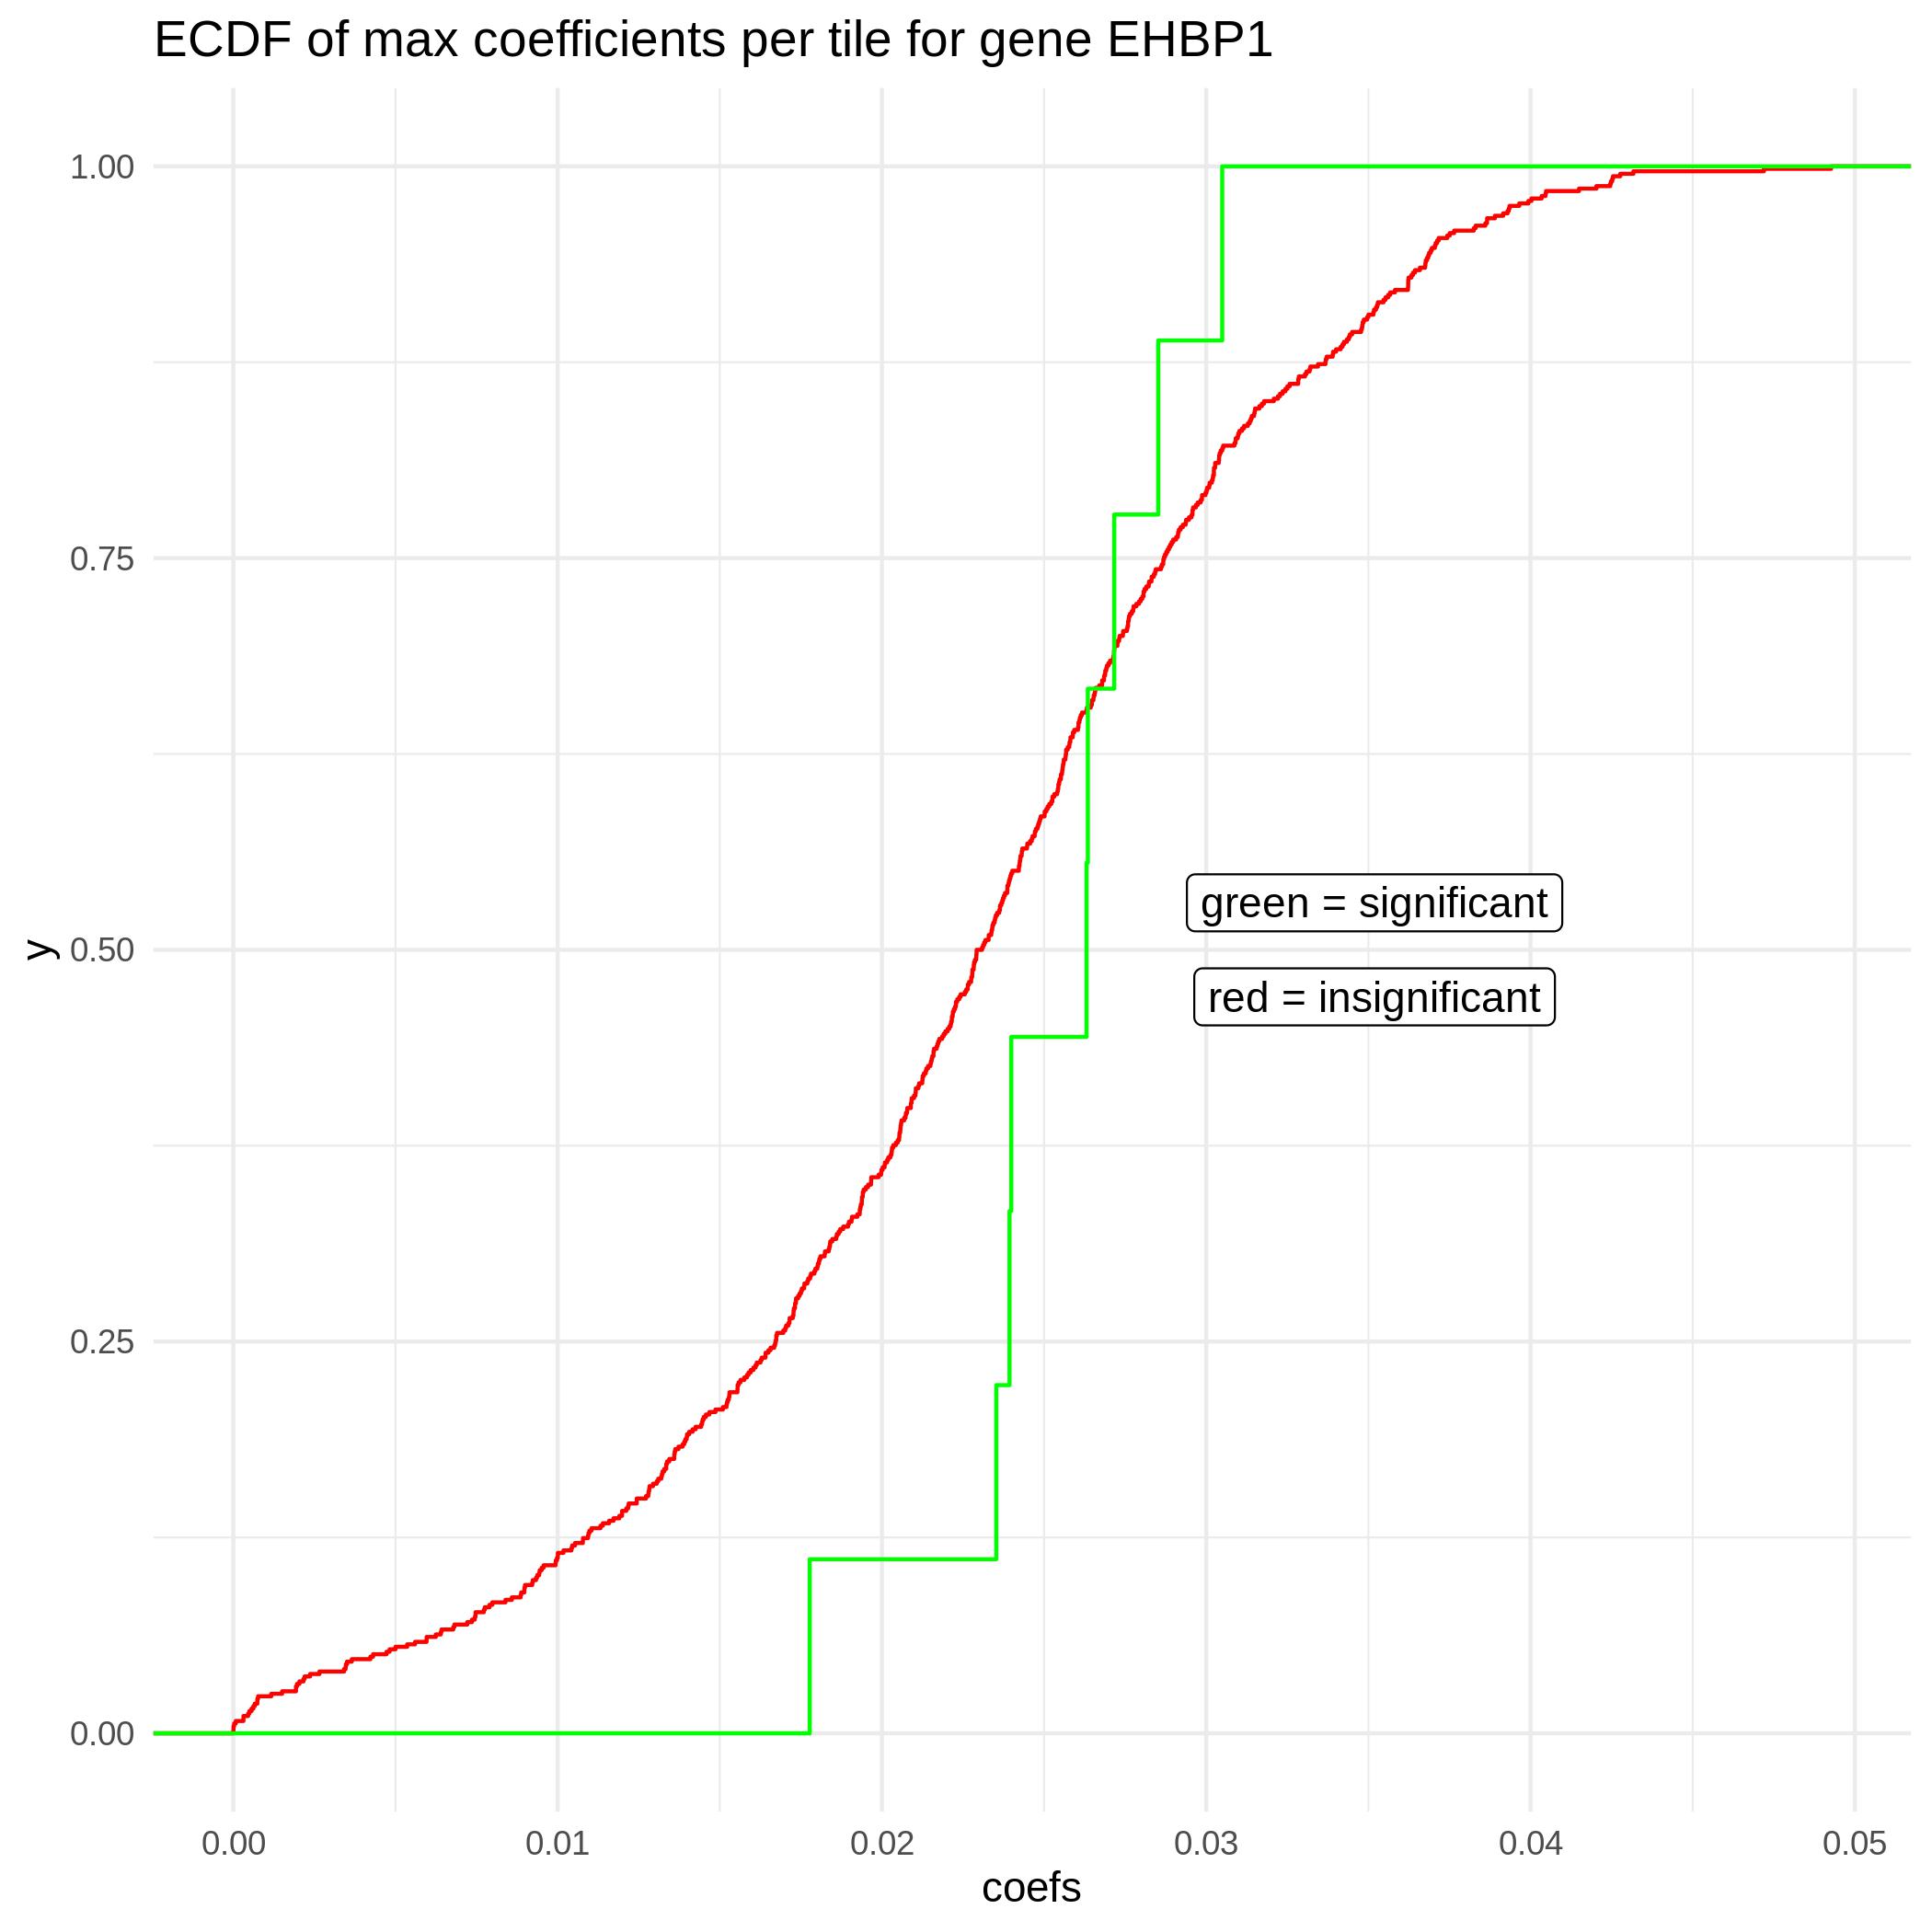 ECDF of max coefficients per tile for gene EHBP1
1.00
0.75
0.50
0.25
0.00
y
green = significant
red = insignificant
0.00 0.01 0.02 0.03 0.04 0.05
coefs